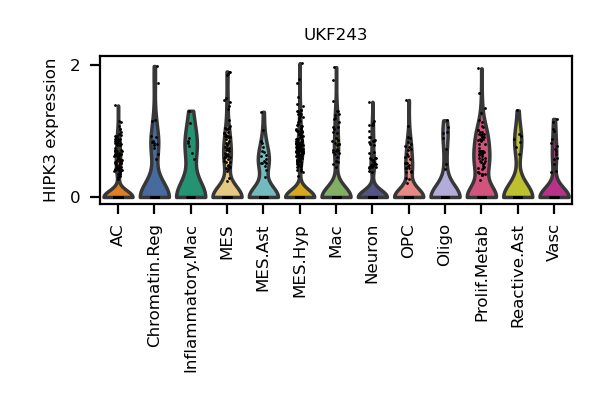 UKF243
HIPK3 expression
2
0
AC
Chromatin.Reg
Inflammatory.Mac
MES
MES.Ast
MES.Hyp
Mac
Neuron
OPC
Oligo
Prolif.Metab
Reactive.Ast
Vasc